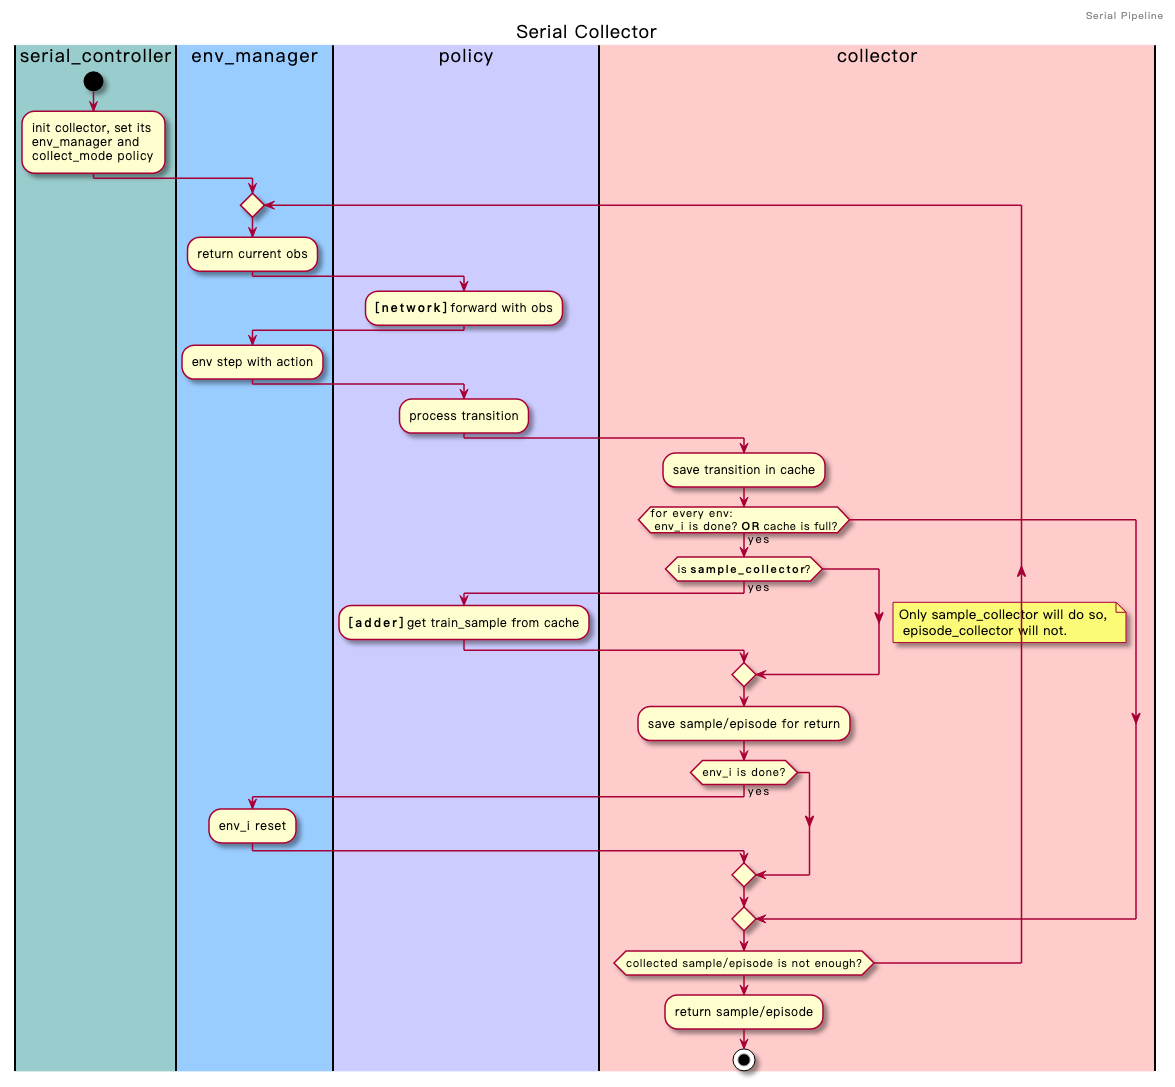 Serial Pipeline
Serial Collector
serial_controller
env_manager
policy
collector
init collector, set its
env_manager and
collect_mode policy
return current obs
[network] forward with obs
env step with action
process transition
save transition in cache
for every env:
env_i is done? OR cache is full?
yes
is sample_collector?
yes
[adder] get train_sample from cache
Only sample_collector will do so,
episode_collector will not.
save sample/episode for return
env_i is done?
yes
env_i reset
collected sample/episode is not enough?
return sample/episode